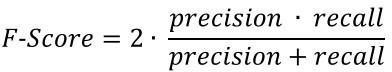 F-Score = 2 · precision · recall / precision + recall